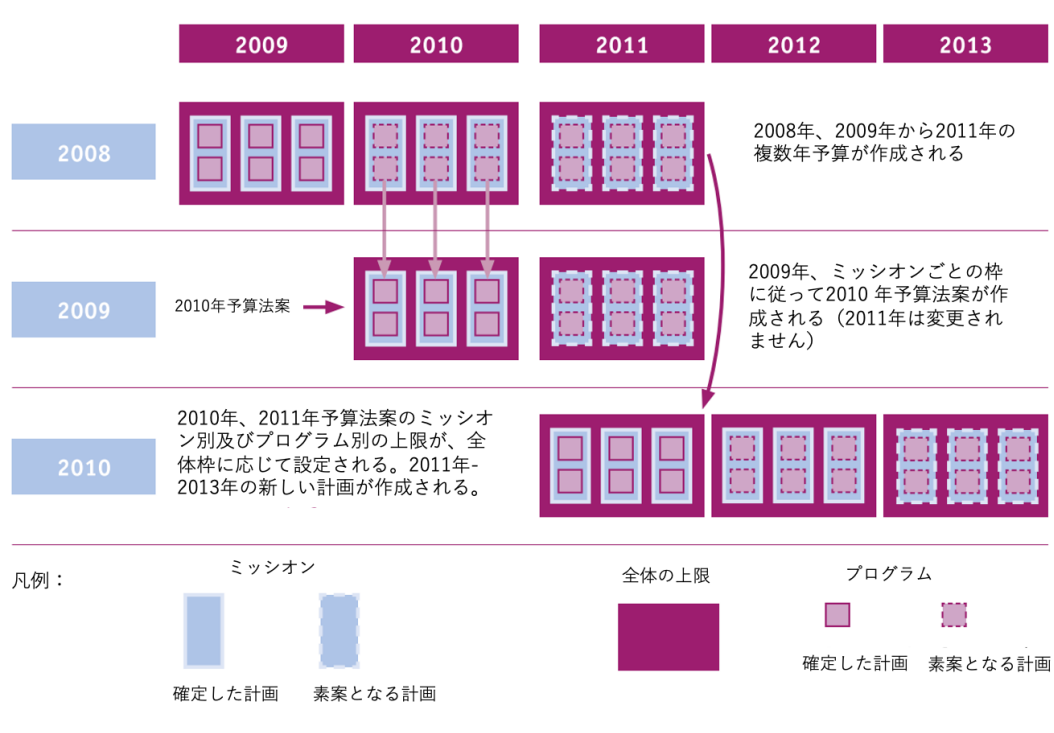 2009
2010
2011
2012
2013
2008
2008年、2009年から2011年の
複数年予算が作成される
2009
2010年予算法案
2009年、ミッシオンごとの枠
に従って2010 年予算法案が作
成される（2011年は変更され
ません）
2010
2010年、2011年予算法案のミッシオ
ン別及びプログラム別の上限が、全
体枠に応じて設定される。2011年-
2013年の新しい計画が作成される。
凡例：
ミッシオン
確定した計画
素案となる計画
全体の上限
プログラム
確定した計画
素案となる計画